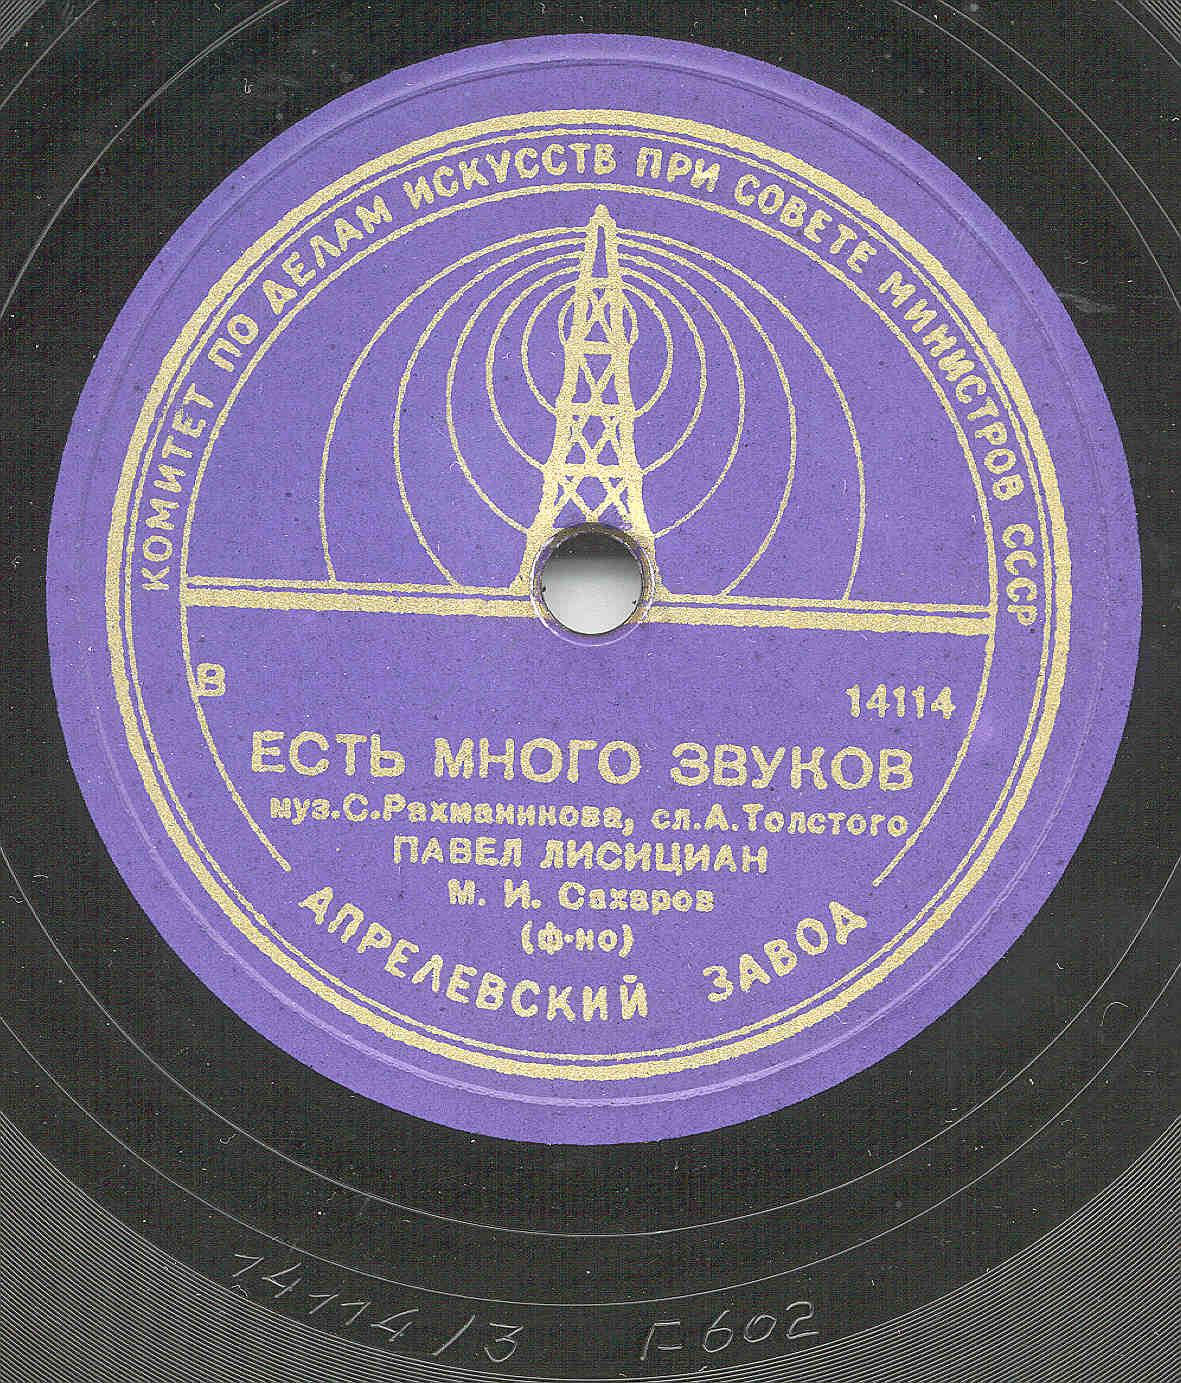 КОМИТЕТ ПО ДЕЛАМ ИСКУССТВ ПРИ СОВЕТЕ МИНИСТРОВ СССР
В
14114
ЕСТЬ МНОГО ЗВУКОВ
муз.С.Рахманинова, сл.А.Толстого
ПАВЕЛ ЛИСИЦИАН
М. И. Сахаров
(ф-но)
АПРЕЛЕВСКИЙ ЗАВОД
14114/3 Г-602